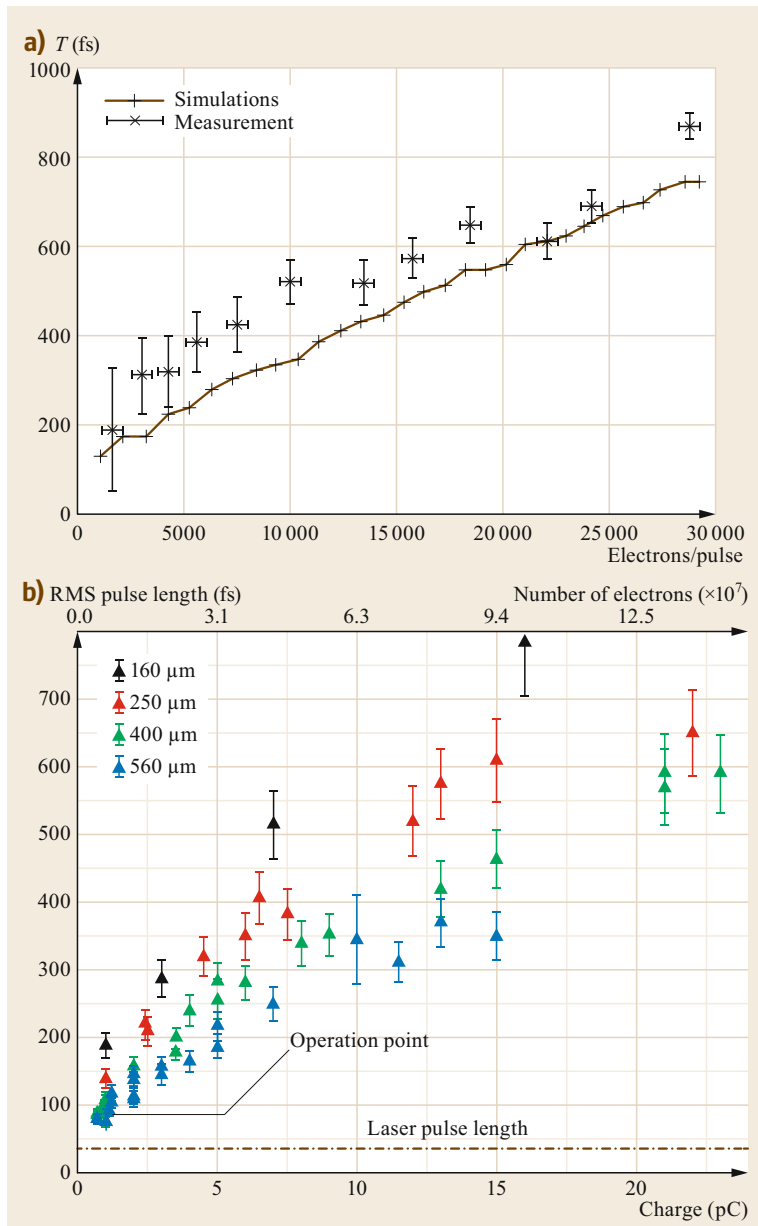 a) T (fs)
1000
800
600
400
200
0
Simulations
Measurement
0 5000 10 000 15 000 20 000 25 000 30 000
Electrons/pulse
b) RMS pulse length (fs) Number of electrons (×10⁷)
0.0 3.1 6.3 9.4 12.5
160 µm
250 µm
400 µm
560 µm
700
600
500
400
300
200
100
0
Operation point
Laser pulse length
0 5 10 15 20
Charge (pC)